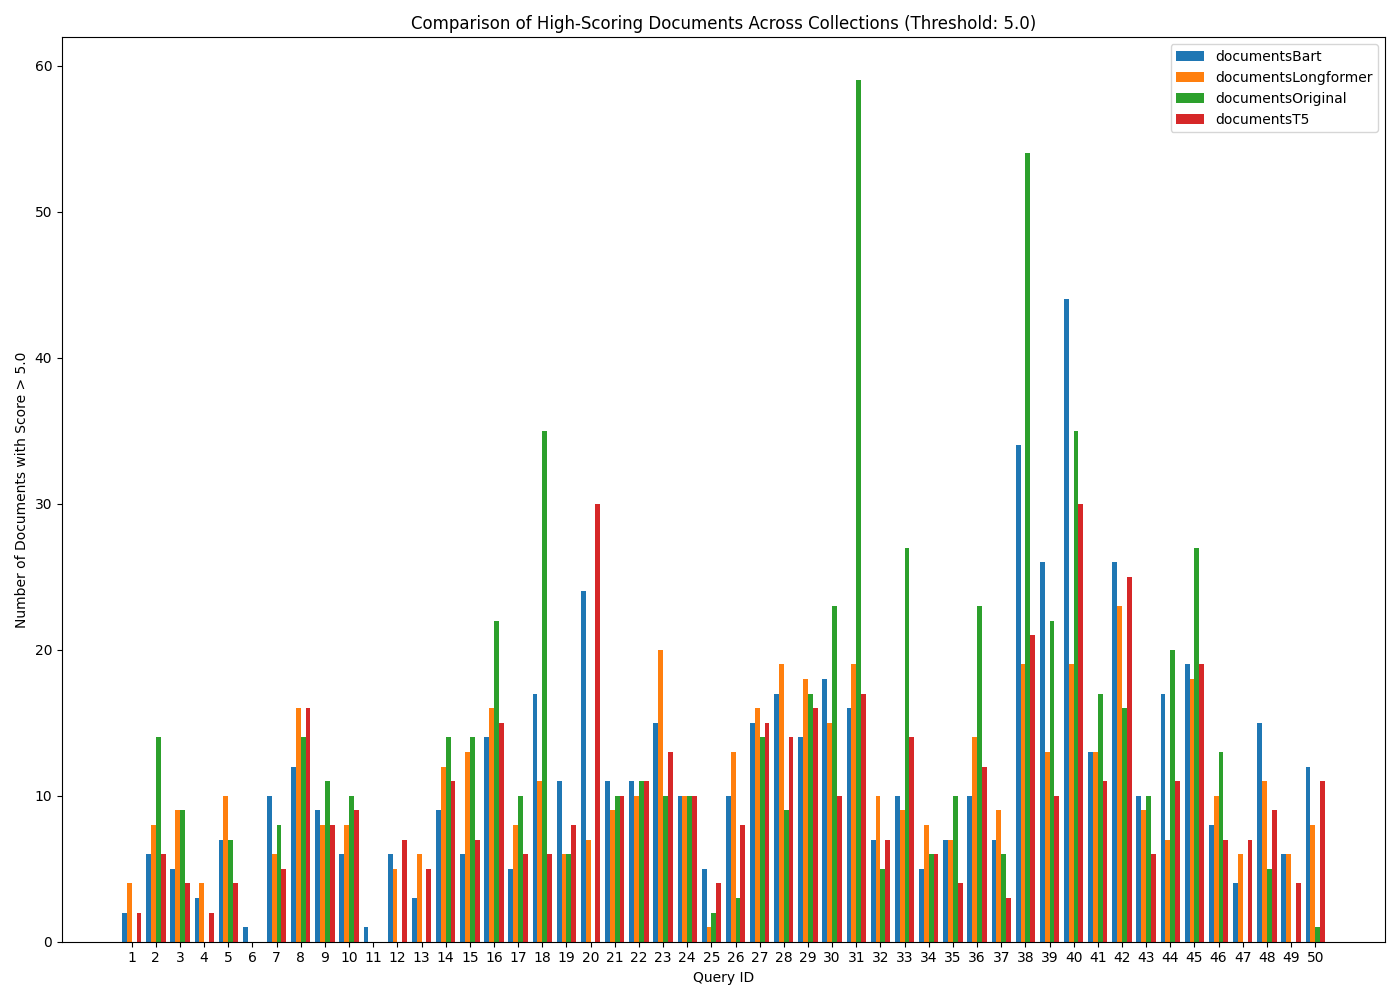 Comparison of High-Scoring Documents Across Collections (Threshold: 5.0)
documentsBart
documentsLongformer
documentsOriginal
documentsT5
Number of Documents with Score > 5.0
60
50
40
30
20
10
0
1 2 3 4 5 6 7 8 9 10 11 12 13 14 15 16 17 18 19 20 21 22 23 24 25 26 27 28 29 30 31 32 33 34 35 36 37 38 39 40 41 42 43 44 45 46 47 48 49 50
Query ID